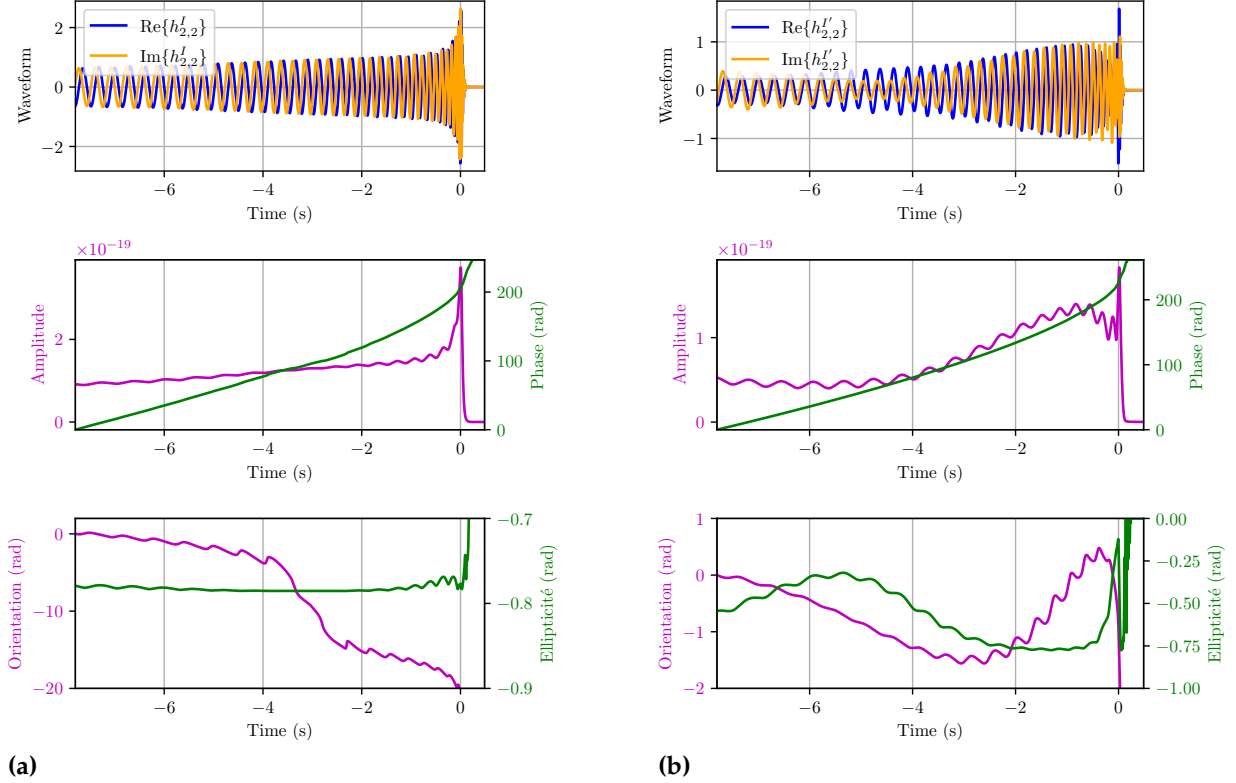 Waveform
2
0
−2
Re{h^I_{2,2}}
Im{h^I_{2,2}}
−6
−4
−2
0
Time (s)
Waveform
1
0
−1
Re{h^{I′}_{2,2}}
Im{h^{I′}_{2,2}}
−6
−4
−2
0
Time (s)
×10^{−19}
Amplitude
2
0
200
100
0
Phase (rad)
−6
−4
−2
0
Time (s)
×10^{−19}
Amplitude
1
0
200
100
0
Phase (rad)
−6
−4
−2
0
Time (s)
Orientation (rad)
0
−10
−20
−0.7
−0.8
−0.9
Ellipticité (rad)
−6
−4
−2
0
Time (s)
Orientation (rad)
1
0
−1
−2
0.00
−0.25
−0.50
−0.75
−1.00
Ellipticité (rad)
−6
−4
−2
0
Time (s)
(a)
(b)